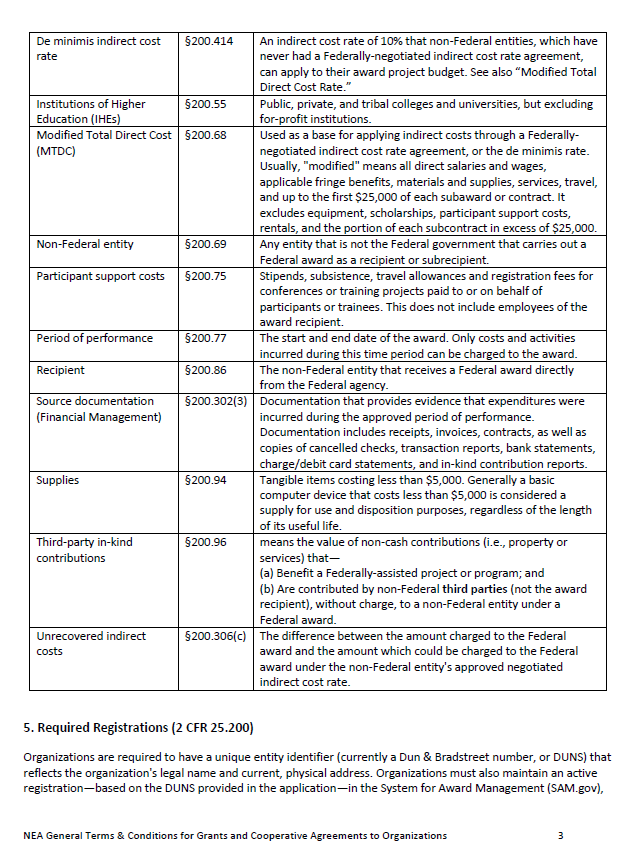 De minimis indirect cost §200.414 An indirect cost rate of 10% that non-Federal entities, which have
rate never had a Federally-negotiated indirect cost rate agreement,
can apply to their award project budget. See also “Modified Total
Direct Cost Rate.”
Institutions of Higher §200.55 Public, private, and tribal colleges and universities, but excluding
Education (IHEs) for-profit institutions.
Modified Total Direct Cost §200.68 Used as a base for applying indirect costs through a Federally-
(MTDC) negotiated indirect cost rate agreement, or the de minimis rate.
Usually, "modified" means all direct salaries and wages,
applicable fringe benefits, materials and supplies, services, travel,
and up to the first $25,000 of each subaward or contract. It
excludes equipment, scholarships, participant support costs,
rentals, and the portion of each subcontract in excess of $25,000.
Non-Federal entity §200.69 Any entity that is not the Federal government that carries out a
Federal award as a recipient or subrecipient.
Participant support costs §200.75 Stipends, subsistence, travel allowances and registration fees for
conferences or training projects paid to or on behalf of
participants or trainees. This does not include employees of the
award recipient.
Period of performance §200.77 The start and end date of the award. Only costs and activities
incurred during this time period can be charged to the award.
Recipient §200.86 The non-Federal entity that receives a Federal award directly
from the Federal agency.
Source documentation §200.302(3) Documentation that provides evidence that expenditures were
(Financial Management) incurred during the approved period of performance.
Documentation includes receipts, invoices, contracts, as well as
copies of cancelled checks, transaction reports, bank statements,
charge/debit card statements, and in-kind contribution reports.
Supplies §200.94 Tangible items costing less than $5,000. Generally a basic
computer device that costs less than $5,000 is considered a
supply for use and disposition purposes, regardless of the length
of its useful life.
Third-party in-kind §200.96 means the value of non-cash contributions (i.e., property or
contributions services) that—
(a) Benefit a Federally-assisted project or program; and
(b) Are contributed by non-Federal third parties (not the award
recipient), without charge, to a non-Federal entity under a
Federal award.
Unrecovered indirect §200.306(c) The difference between the amount charged to the Federal
costs award and the amount which could be charged to the Federal
award under the non-Federal entity's approved negotiated
indirect cost rate.
5. Required Registrations (2 CFR 25.200)
Organizations are required to have a unique entity identifier (currently a Dun & Bradstreet number, or DUNS) that
reflects the organization's legal name and current, physical address. Organizations must also maintain an active
registration—based on the DUNS provided in the application—in the System for Award Management (SAM.gov),
NEA General Terms & Conditions for Grants and Cooperative Agreements to Organizations 3